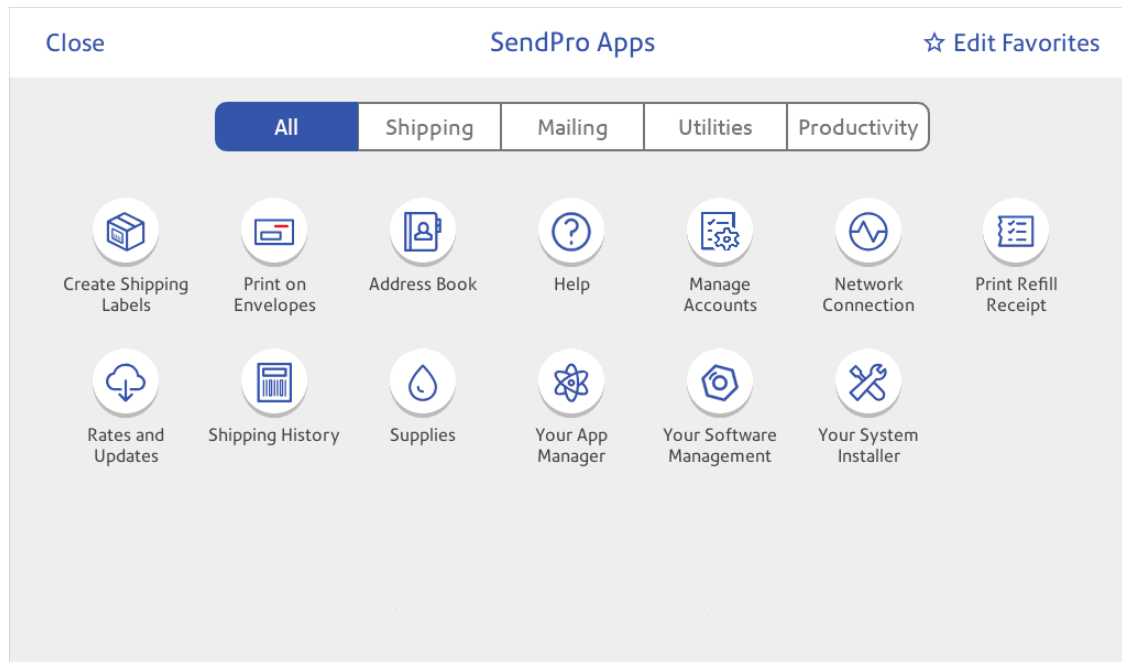 Close SendPro Apps Edit Favorites
All Shipping Mailing Utilities Productivity
Create Shipping Labels
Print on Envelopes
Address Book
Help
Manage Accounts
Network Connection
Print Refill Receipt
Rates and Updates
Shipping History
Supplies
Your App Manager
Your Software Management
Your System Installer